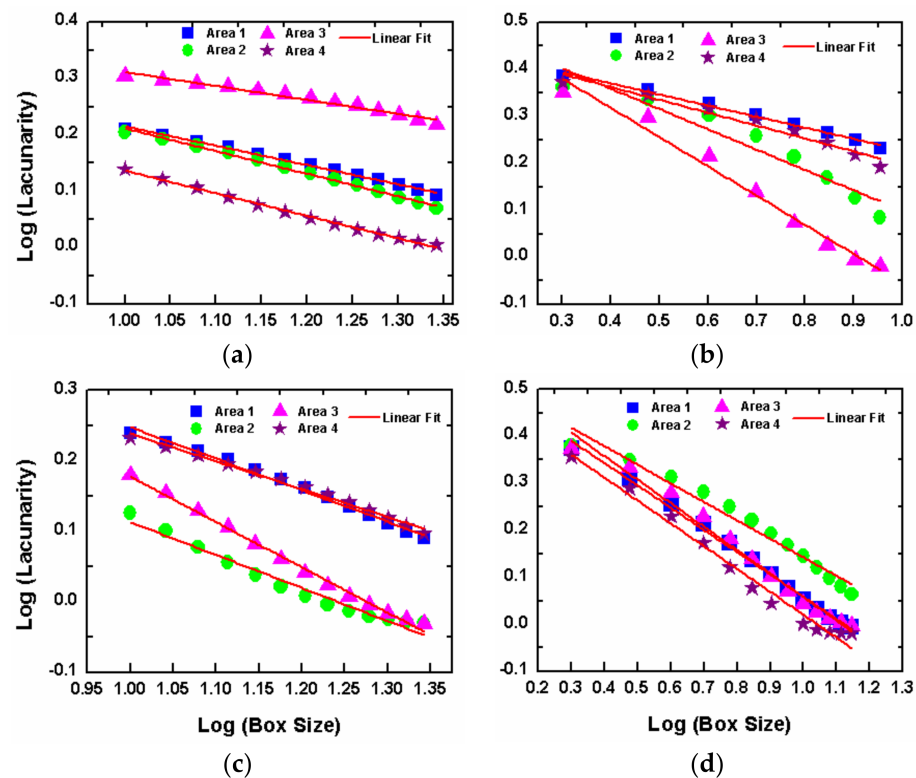 0.4
0.3
0.2
0.1
0.0
-0.1
Log (Lacunarity)
Area 1
Area 3
Area 2
Area 4
Linear Fit
1.00 1.05 1.10 1.15 1.20 1.25 1.30 1.35
(a)
0.5
0.4
0.3
0.2
0.1
0.0
-0.1
Area 1
Area 3
Area 2
Area 4
Linear Fit
0.3 0.4 0.5 0.6 0.7 0.8 0.9 1.0
(b)
0.3
0.2
0.1
0.0
-0.1
Log (Lacunarity)
Area 1
Area 3
Area 2
Area 4
Linear Fit
0.95 1.00 1.05 1.10 1.15 1.20 1.25 1.30 1.35
Log (Box Size)
(c)
0.5
0.4
0.3
0.2
0.1
0.0
-0.1
Area 1
Area 3
Area 2
Area 4
Linear Fit
0.2 0.3 0.4 0.5 0.6 0.7 0.8 0.9 1.0 1.1 1.2 1.3
Log (Box Size)
(d)